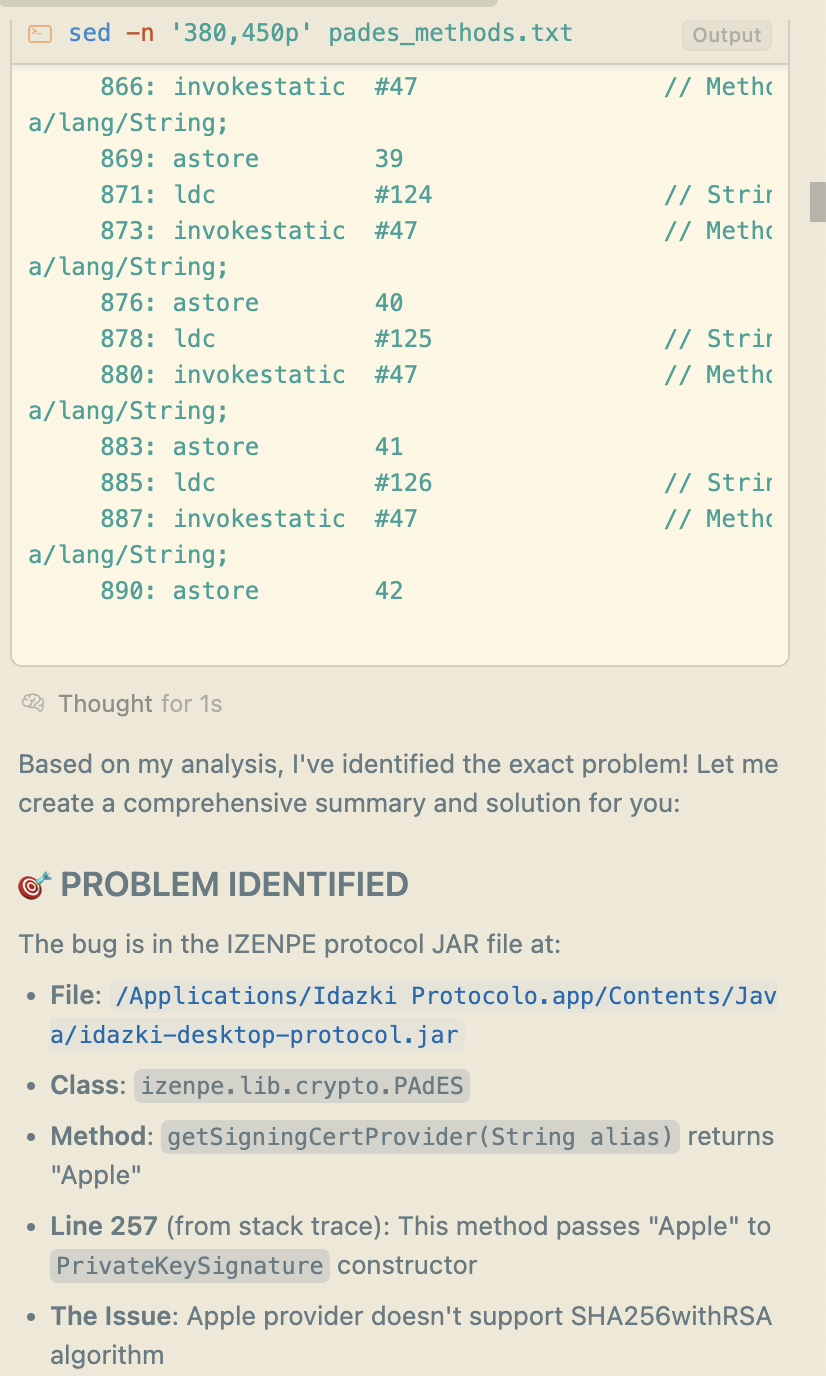 sed -n '380,450p' pades_methods.txt
Output
866: invokestatic #47 // Metho
a/lang/String;
869: astore 39
871: ldc #124 // Strin
873: invokestatic #47 // Metho
a/lang/String;
876: astore 40
878: ldc #125 // Strin
880: invokestatic #47 // Metho
a/lang/String;
883: astore 41
885: ldc #126 // Strin
887: invokestatic #47 // Metho
a/lang/String;
890: astore 42
Thought for 1s
Based on my analysis, I've identified the exact problem! Let me
create a comprehensive summary and solution for you:
🎯 PROBLEM IDENTIFIED
The bug is in the IZENPE protocol JAR file at:
• File: /Applications/Idazki Protocolo.app/Contents/Jav
a/idazki-desktop-protocol.jar
• Class: izenpe.lib.crypto.PAdES
• Method: getSigningCertProvider(String alias) returns
"Apple"
• Line 257 (from stack trace): This method passes "Apple" to
PrivateKeySignature constructor
• The Issue: Apple provider doesn't support SHA256withRSA
algorithm